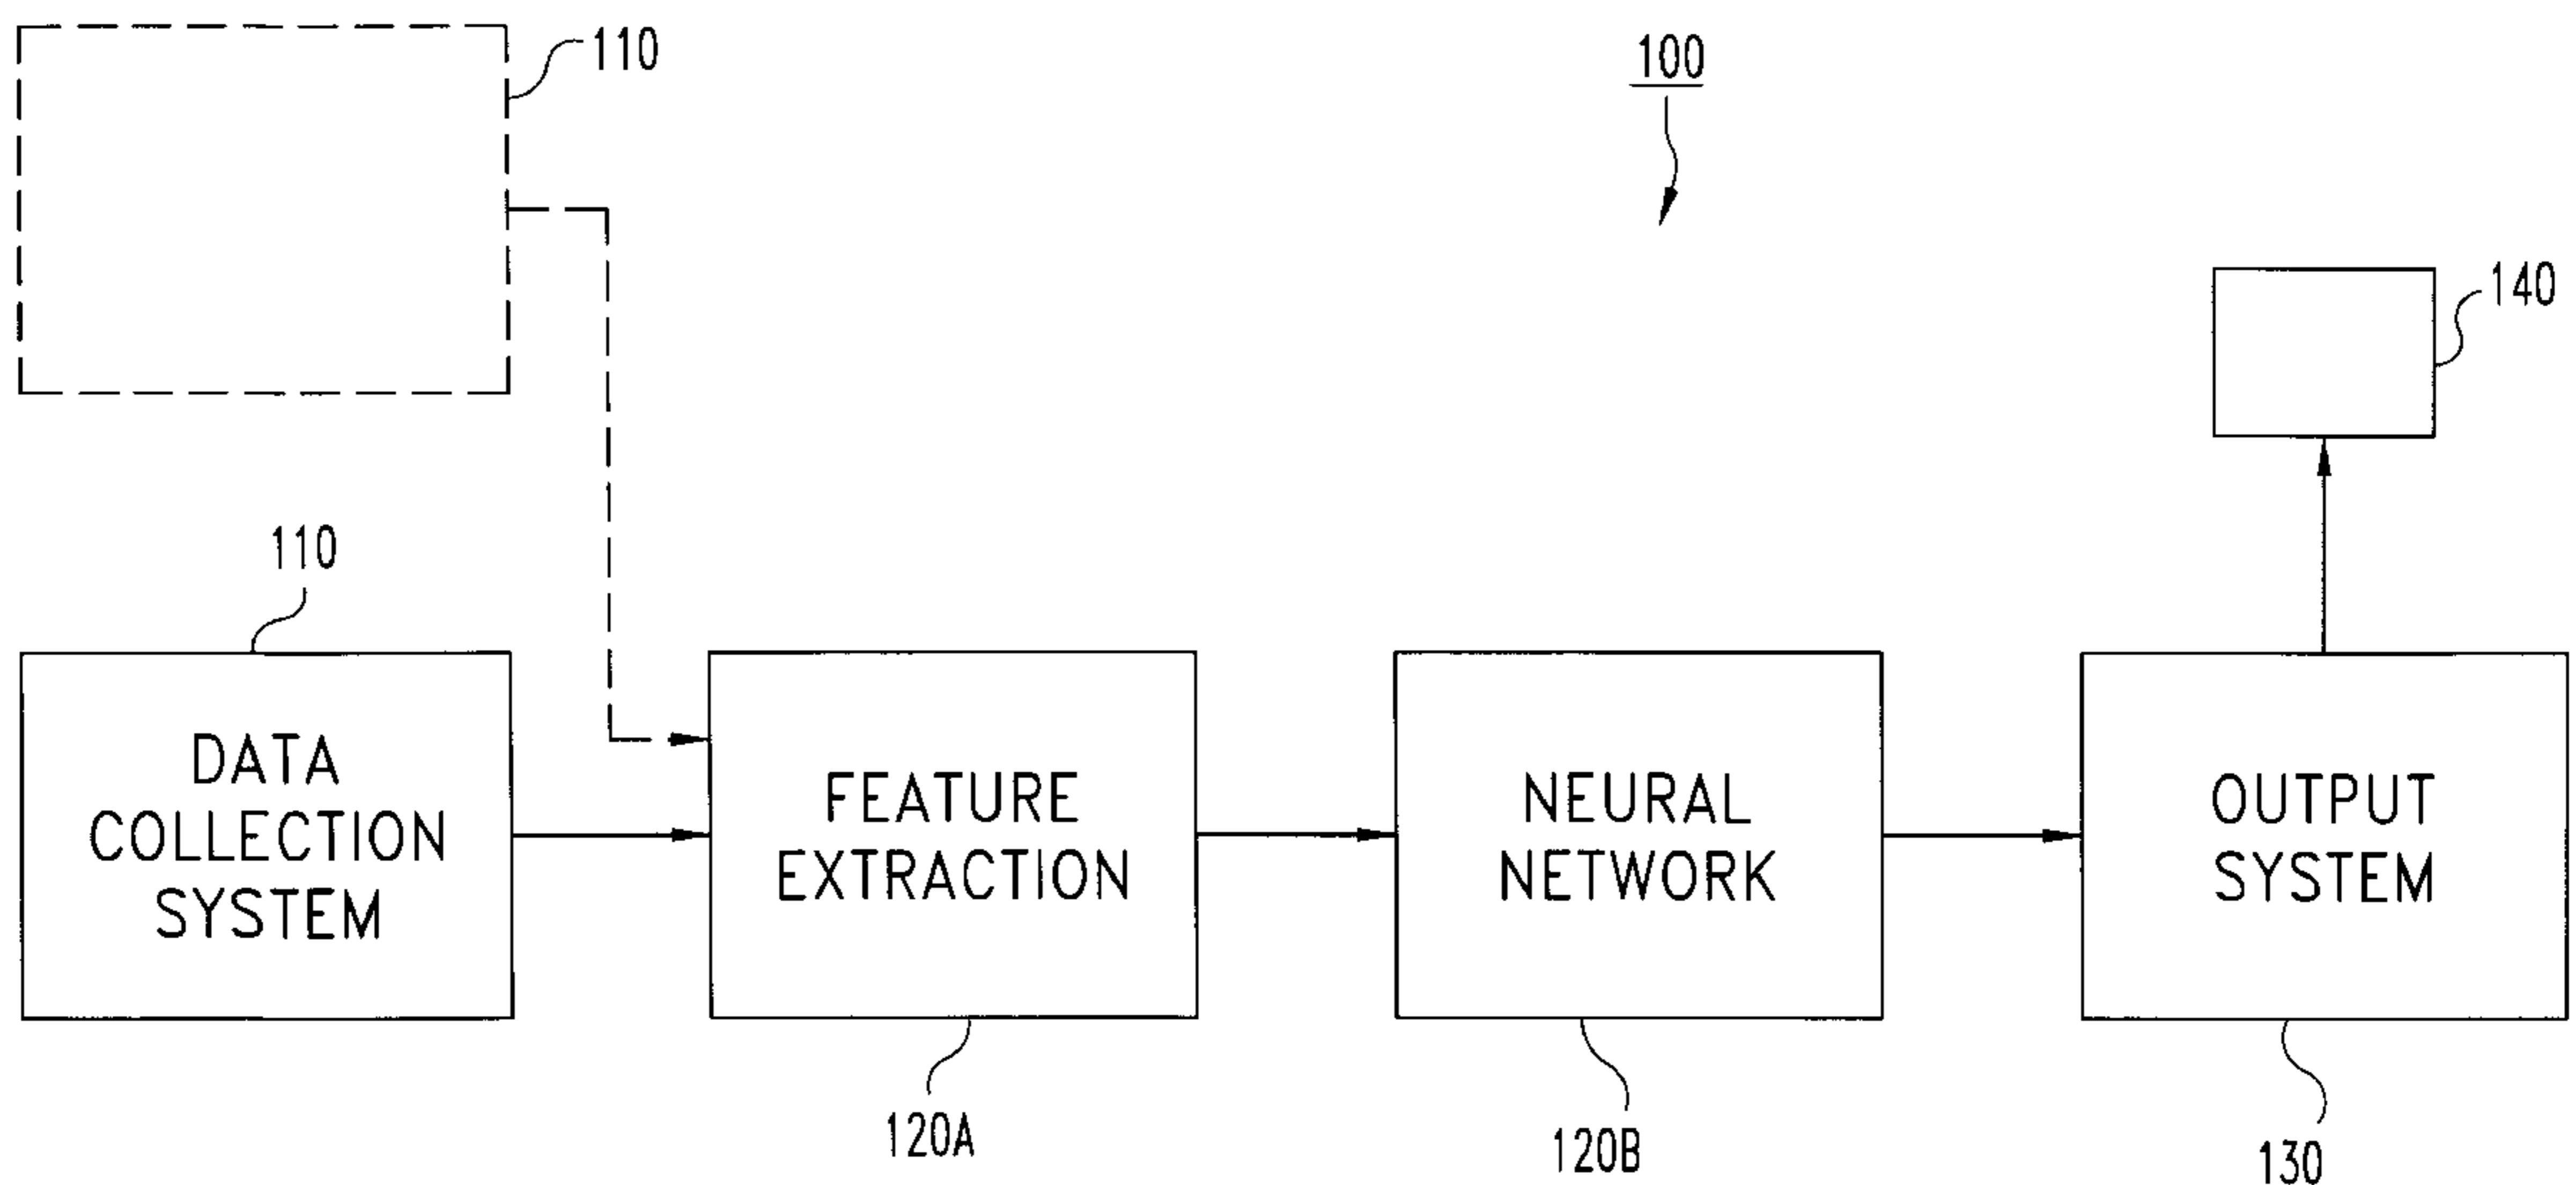 110
100
140
110
DATA
COLLECTION
SYSTEM
FEATURE
EXTRACTION
NEURAL
NETWORK
OUTPUT
SYSTEM
120A
120B
130